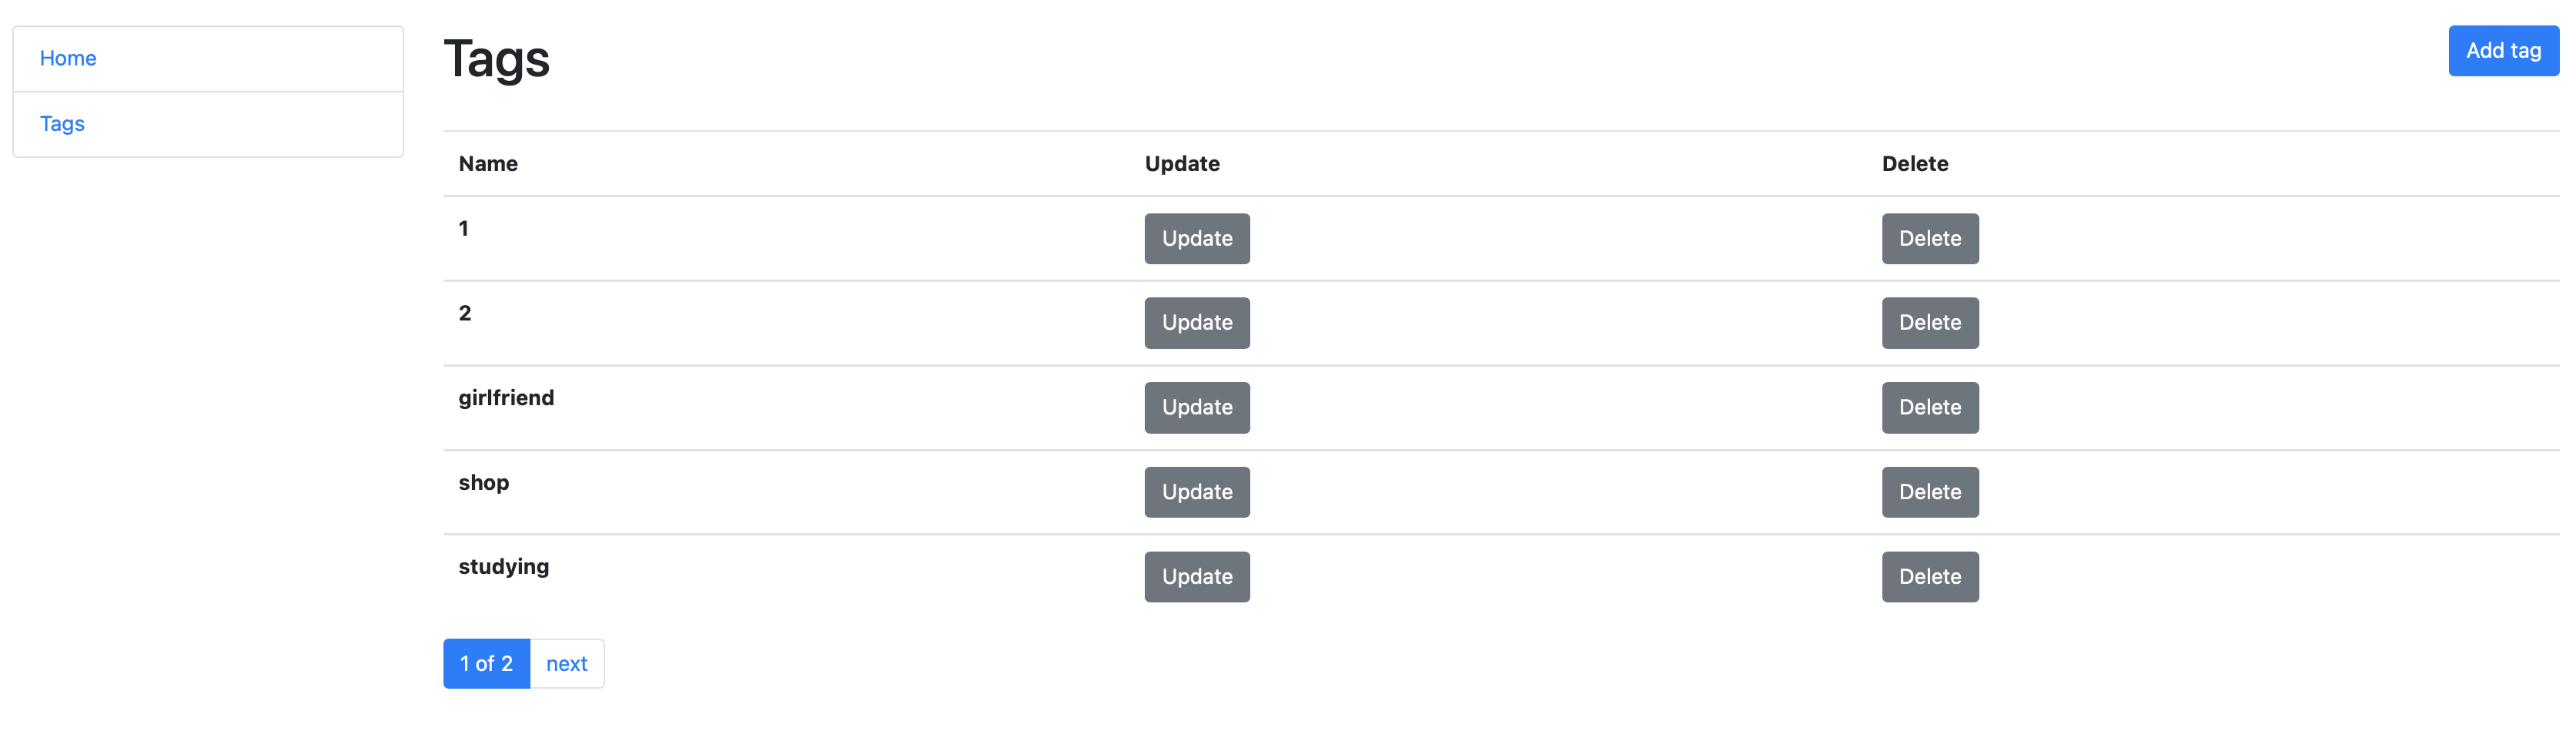 Home
Tags
Tags
Add tag
Name Update Delete
1 Update Delete
2 Update Delete
girlfriend Update Delete
shop Update Delete
studying Update Delete
1 of 2 next